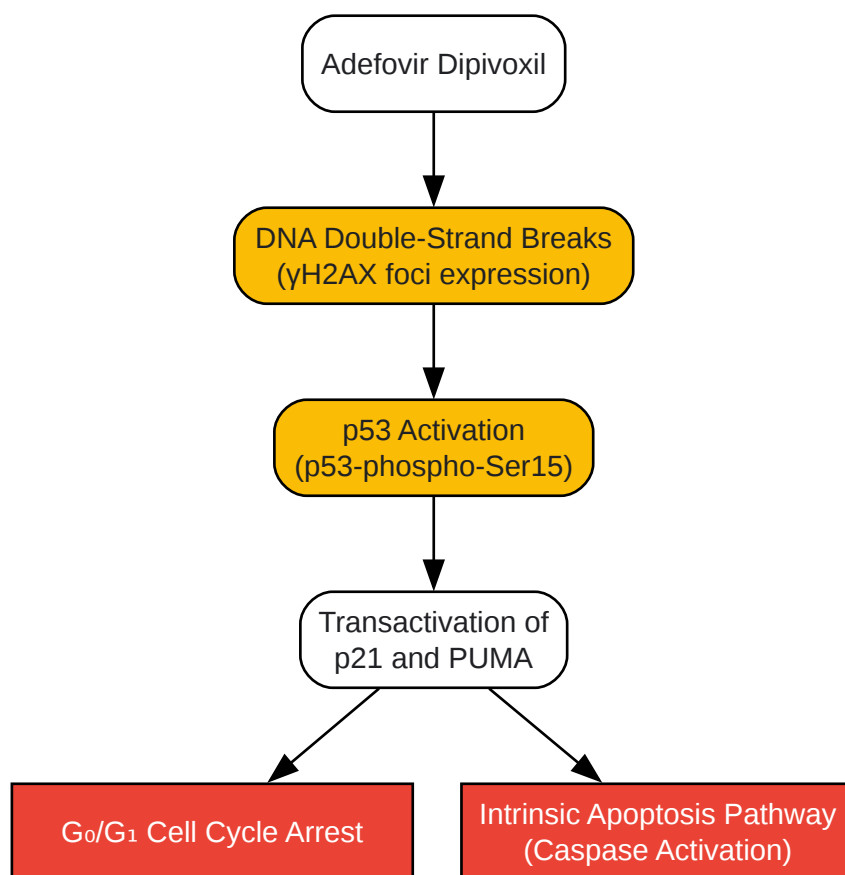 Adefovir Dipivoxil
DNA Double-Strand Breaks
(γH2AX foci expression)
p53 Activation
(p53-phospho-Ser15)
Transactivation of
p21 and PUMA
G₀/G₁ Cell Cycle Arrest
Intrinsic Apoptosis Pathway
(Caspase Activation)